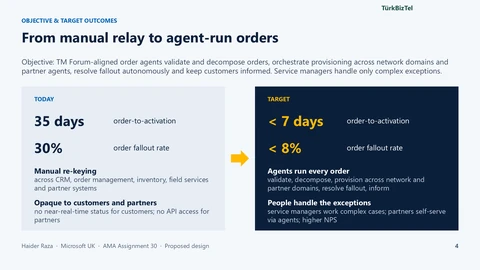 TürkBizTel
OBJECTIVE & TARGET OUTCOMES
From manual relay to agent-run orders
Objective: TM Forum-aligned order agents validate and decompose orders, orchestrate provisioning across network domains and
partner agents, resolve fallout autonomously and keep customers informed. Service managers handle only complex exceptions.
TODAY
35 days order-to-activation
30% order fallout rate
Manual re-keying
across CRM, order management, inventory, field services
and partner systems
Opaque to customers and partners
no near-real-time status for customers; no API access for
partners
TARGET
< 7 days order-to-activation
< 8% order fallout rate
Agents run every order
validate, decompose, provision across network and
partner domains, resolve fallout, inform
People handle the exceptions
service managers work complex cases; partners self-serve
via agents; higher NPS
Haider Raza · Microsoft UK · AMA Assignment 30 · Proposed design
4